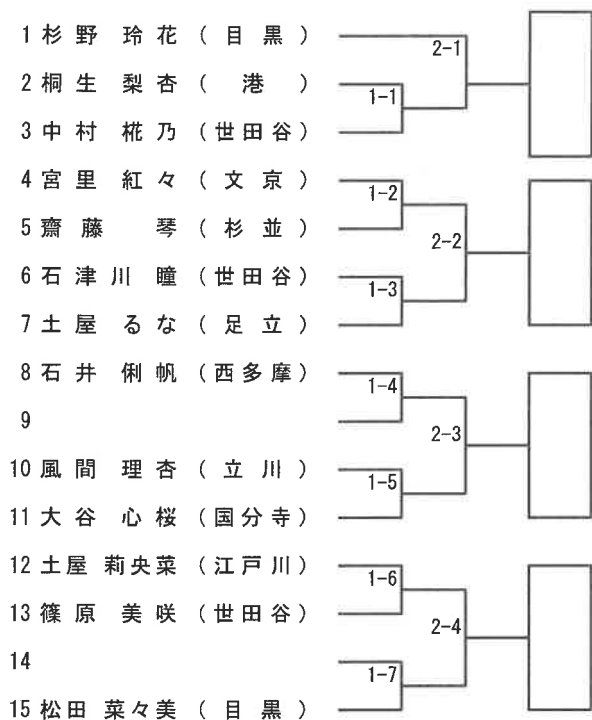 1 杉野 玲花 (目黒)
2-1
2 桐生 梨杏 (港)
1-1
3 中村 椛乃 (世田谷)
4 宮里 紅々 (文京)
1-2
5 齋藤 琴 (杉並)
2-2
6 石津川 瞳 (世田谷)
1-3
7 土屋 るな (足立)
8 石井 俐帆 (西多摩)
1-4
9
2-3
10 風間 理杏 (立川)
1-5
11 大谷 心桜 (国分寺)
12 土屋 莉央菜 (江戸川)
1-6
13 篠原 美咲 (世田谷)
2-4
14
1-7
15 松田 菜々美 (目黒)